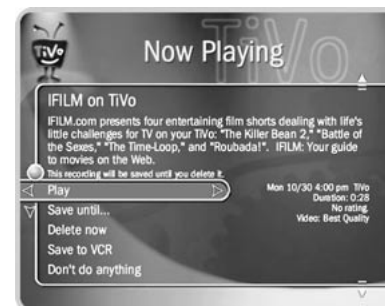 TiVo
TiVo
Now Playing
IFILM on TiVo
IFILM.com presents four entertaining film shorts dealing with life's
little challenges for TV on your TiVo: "The Killer Bean 2," "Battle of
the Sexes," "The Time-Loop," and "Roubada!". IFILM: Your guide
to movies on the Web.
This recording will be saved until you delete it.
Play
Mon 10/30 4:00 pm TiVo
Duration: 0:28
No rating.
Video: Best Quality
Save until...
Delete now
Save to VCR
Don't do anything